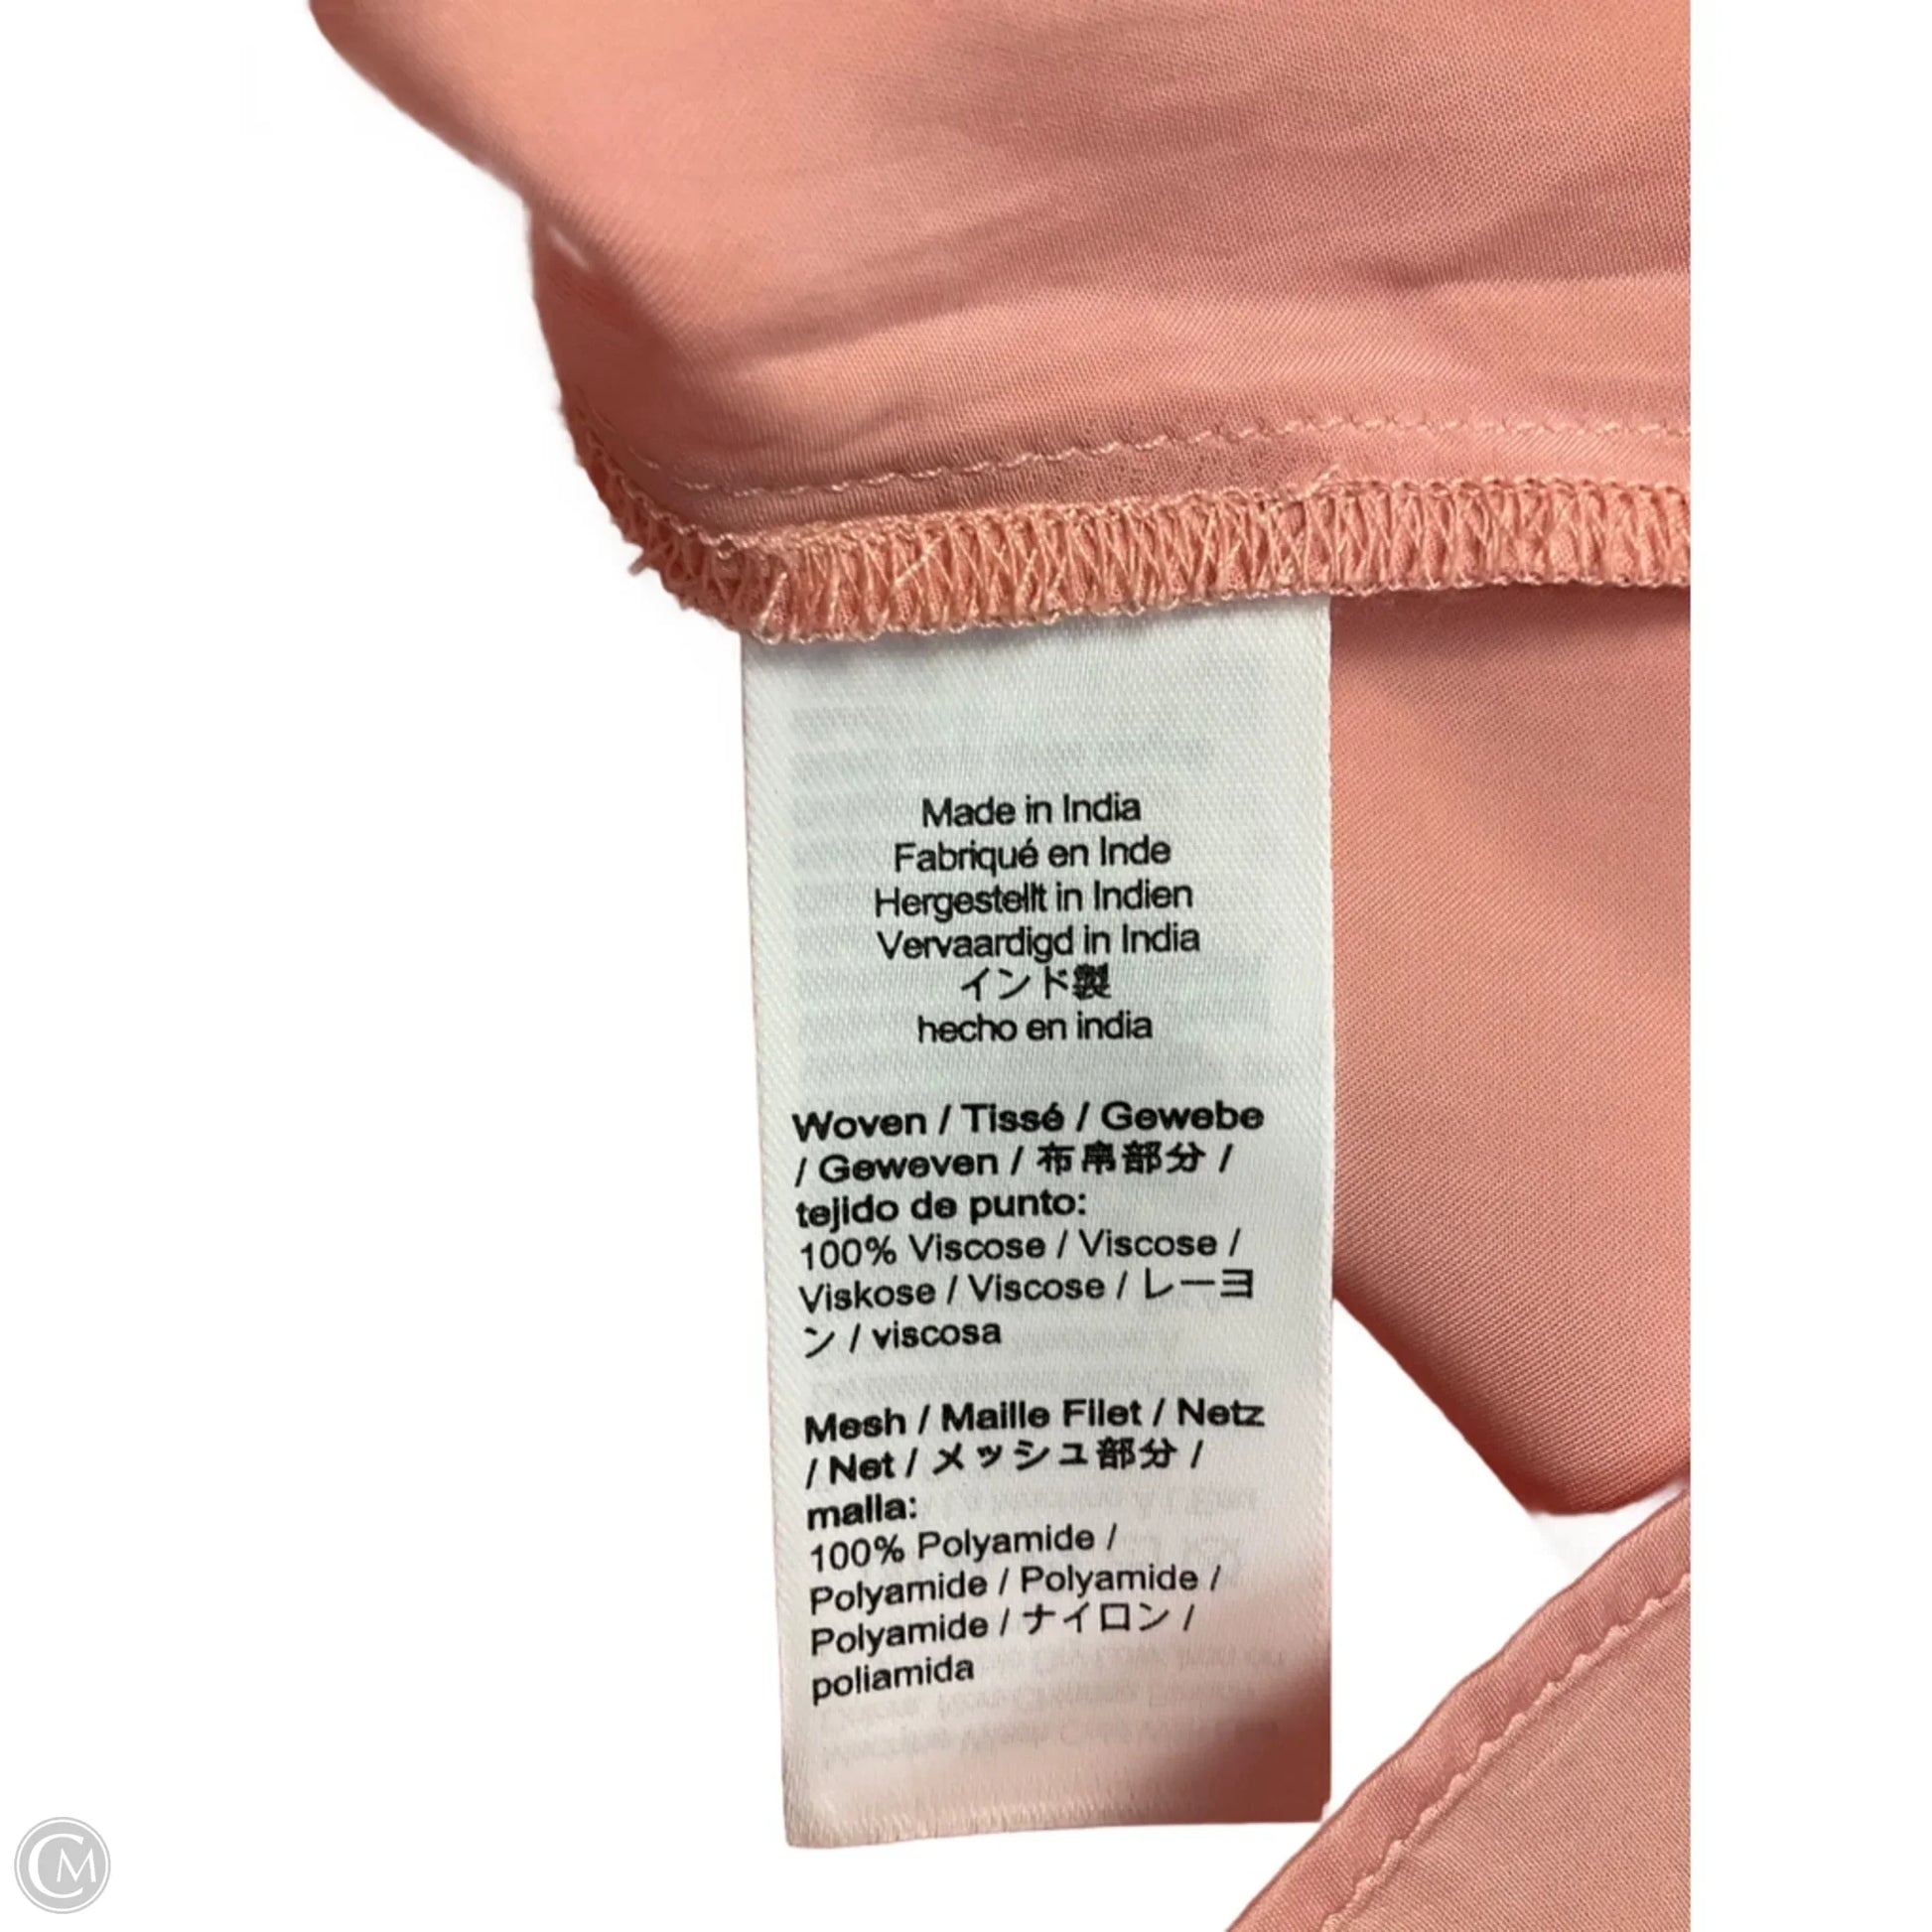 Made in India
Fabriqué en Inde
Hergestellt in Indien
Vervaardigd in India
インド製
hecho en india
Woven / Tissé / Gewebe
/ Geweven / 布帛部分 /
tejido de punto:
100% Viscose / Viscose /
Viskose / Viscose / レーヨ
ン / viscosa
Mesh / Maille Filet / Netz
/ Net / メッシュ部分 /
malla:
100% Polyamide /
Polyamide / Polyamide /
Polyamide / ナイロン /
poliamida
CM